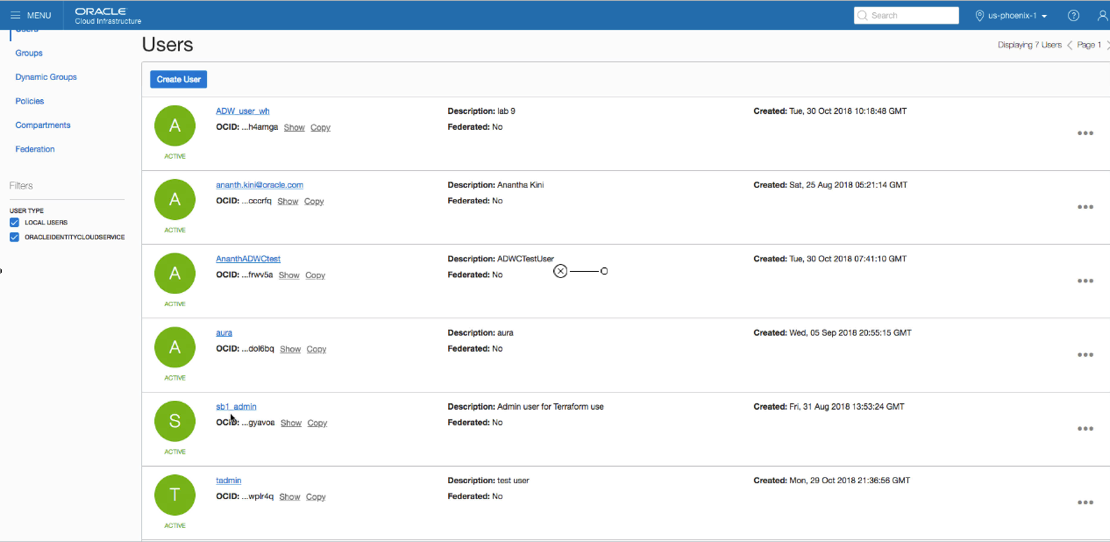 MENU
ORACLE
Cloud Infrastructure
Search
us-phoenix-1
Users
Groups
Dynamic Groups
Policies
Compartments
Federation
Filters
USER TYPE
LOCAL USERS
ORACLEIDENTITYCLOUDSERVICE
Users
Displaying 7 Users < Page 1 >
Create User
A
ACTIVE
ADW_user_wh
OCID: ...h4amga Show Copy
Description: lab 9
Federated: No
Created: Tue, 30 Oct 2018 10:18:48 GMT
A
ACTIVE
ananth.kini@oracle.com
OCID: ...cccrfq Show Copy
Description: Anantha Kini
Federated: No
Created: Sat, 25 Aug 2018 05:21:14 GMT
A
ACTIVE
AnanthADWCtest
OCID: ...frwv5a Show Copy
Description: ADWCTestUser
Federated: No
Created: Tue, 30 Oct 2018 07:41:10 GMT
A
ACTIVE
aura
OCID: ...dol6bq Show Copy
Description: aura
Federated: No
Created: Wed, 05 Sep 2018 20:55:15 GMT
S
ACTIVE
sb1_admin
OCID: ...gyavoa Show Copy
Description: Admin user for Terraform use
Federated: No
Created: Fri, 31 Aug 2018 13:53:24 GMT
T
ACTIVE
tadmin
OCID: ...wplr4q Show Copy
Description: test user
Federated: No
Created: Mon, 29 Oct 2018 21:36:56 GMT